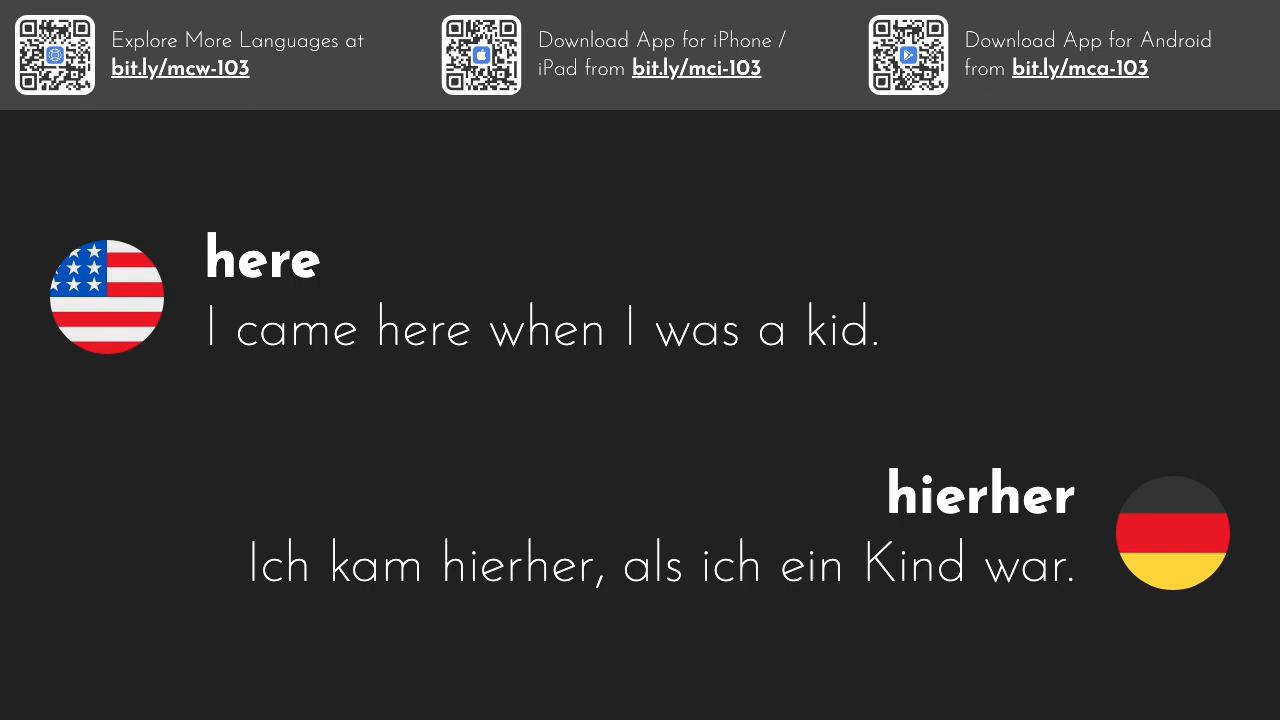 Explore More Languages at
bit.ly/mcw-103
Download App for iPhone /
iPad from bit.ly/mci-103
Download App for Android
from bit.ly/mca-103
here
I came here when I was a kid.
hierher
Ich kam hierher, als ich ein Kind war.